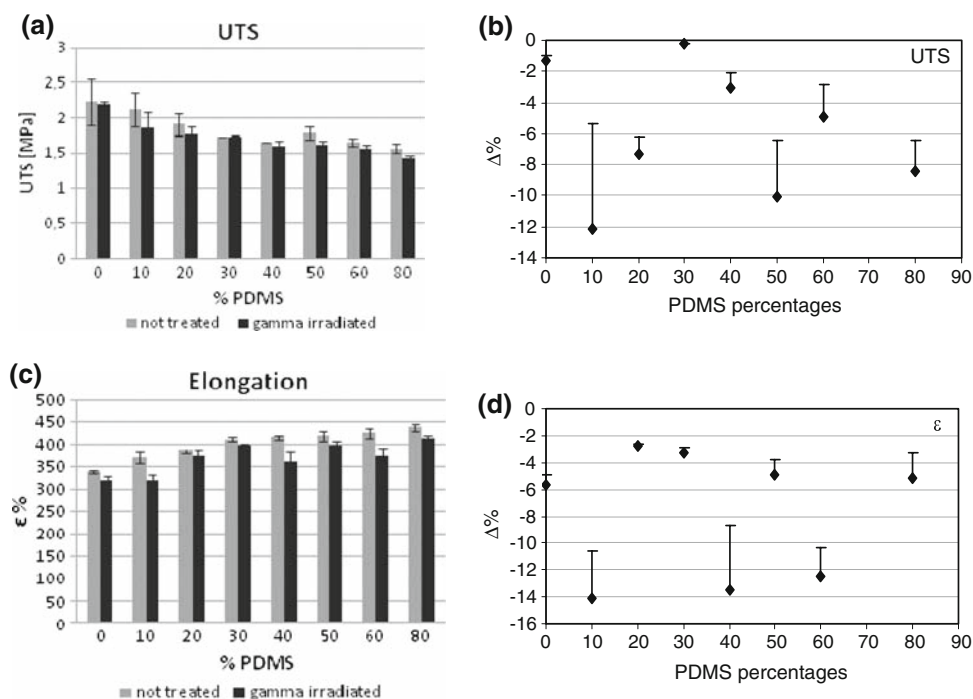 (a)
UTS
3
2,5
2
1,5
1
0,5
0
UTS [MPa]
0 10 20 30 40 50 60 80
% PDMS
not treated gamma irradiated
(b)
UTS
0
-2
-4
-6
-8
-10
-12
-14
Δ%
0 10 20 30 40 50 60 70 80 90
PDMS percentages
(c)
Elongation
500
450
400
350
300
250
200
150
100
50
0
ε %
0 10 20 30 40 50 60 80
% PDMS
not treated gamma irradiated
(d)
ε
0
-2
-4
-6
-8
-10
-12
-14
-16
Δ%
0 10 20 30 40 50 60 70 80 90
PDMS percentages